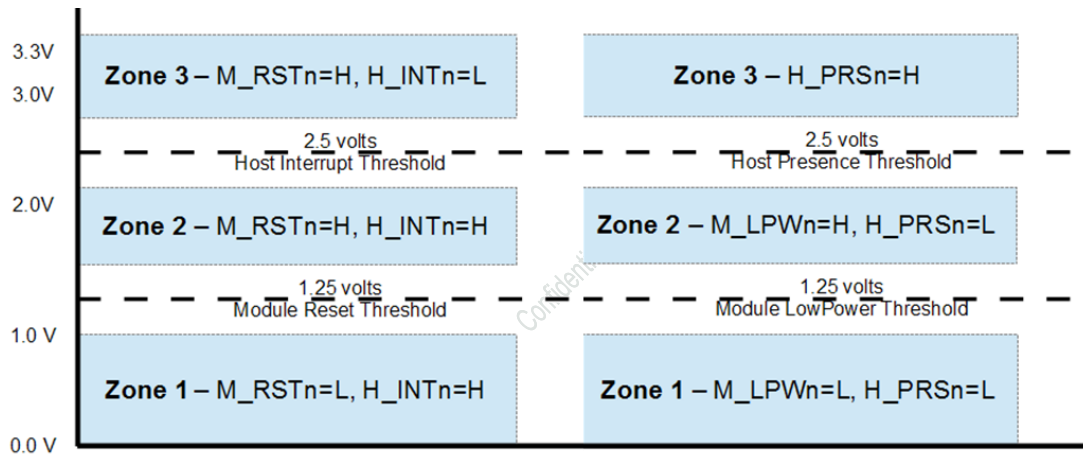 3.3V
Zone 3 – M_RSTn=H, H_INTn=L
Zone 3 – H_PRSn=H
3.0V
2.5 volts
2.5 volts
Host Interrupt Threshold
Host Presence Threshold
2.0V
Zone 2 – M_RSTn=H, H_INTn=H
Zone 2 – M_LPWn=H, H_PRSn=L
1.25 volts
1.25 volts
Module Reset Threshold
Module LowPower Threshold
1.0 V
Zone 1 – M_RSTn=L, H_INTn=H
Zone 1 – M_LPWn=L, H_PRSn=L
0.0 V